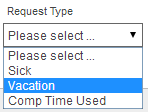 Request Type
Please select ...
Please select ...
Sick
Vacation
Comp Time Used